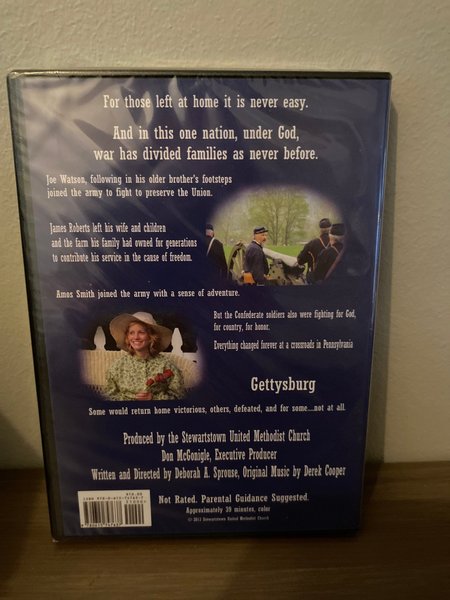 For those left at home it is never easy.
And in this one nation, under God,
war has divided families as never before.
Joe Watson, following in his older brother's footsteps
joined the army to fight to preserve the Union.
James Roberts left his wife and children
and the farm his family had owned for generations
to contribute his service in the cause of freedom.
Amos Smith joined the army with a sense of adventure.
But the Confederate soldiers also were fighting for God,
for country, for honor.
Everything changed forever at a crossroads in Pennsylvania
Gettysburg
Some would return home victorious, others, defeated, and for some...not at all.
Produced by the Stewartstown United Methodist Church
Don McGonigle, Executive Producer
Written and Directed by Deborah A. Sprouse, Original Music by Derek Cooper
Not Rated. Parental Guidance Suggested.
Approximately 39 minutes, color
© 2013 Stewartstown United Methodist Church